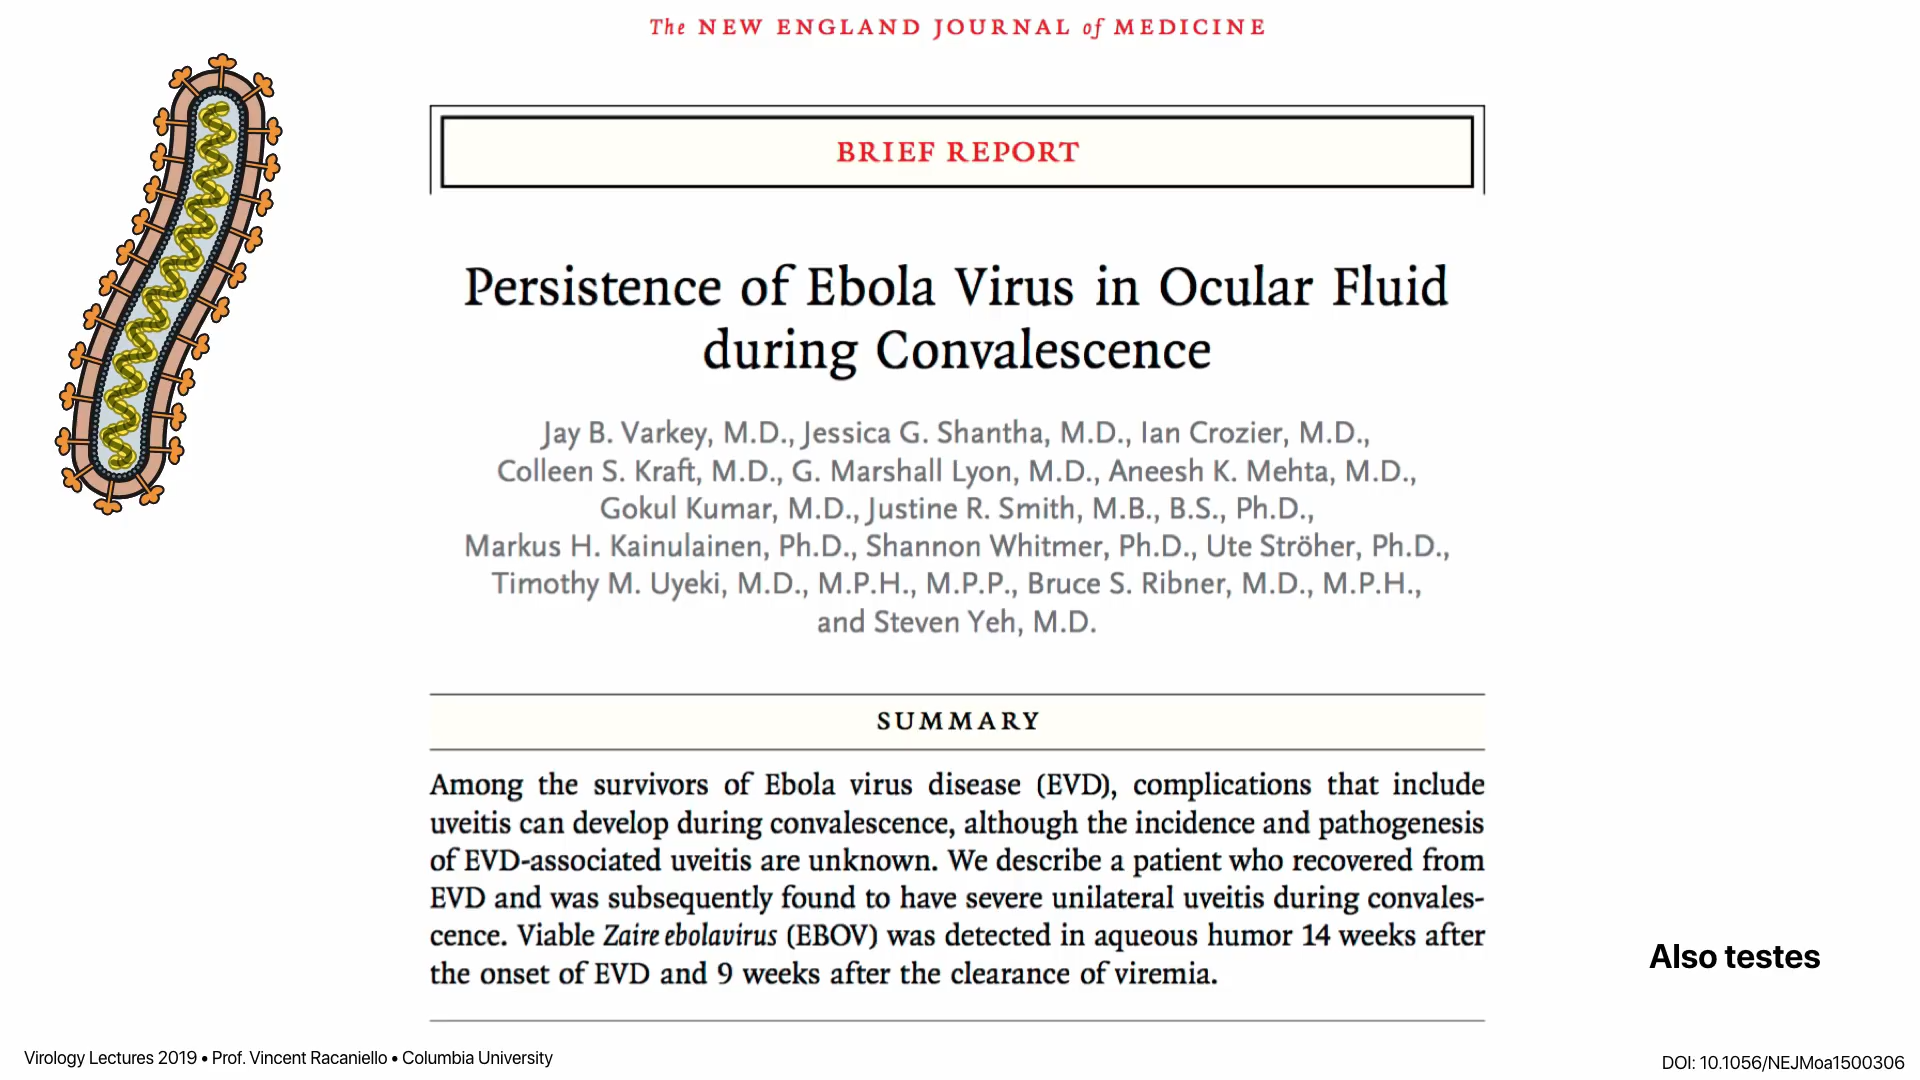 The NEW ENGLAND JOURNAL of MEDICINE
BRIEF REPORT
Persistence of Ebola Virus in Ocular Fluid
during Convalescence
Jay B. Varkey, M.D., Jessica G. Shantha, M.D., Ian Crozier, M.D.,
Colleen S. Kraft, M.D., G. Marshall Lyon, M.D., Aneesh K. Mehta, M.D.,
Gokul Kumar, M.D., Justine R. Smith, M.B., B.S., Ph.D.,
Markus H. Kainulainen, Ph.D., Shannon Whitmer, Ph.D., Ute Ströher, Ph.D.,
Timothy M. Uyeki, M.D., M.P.H., M.P.P., Bruce S. Ribner, M.D., M.P.H.,
and Steven Yeh, M.D.
SUMMARY
Among the survivors of Ebola virus disease (EVD), complications that include
uveitis can develop during convalescence, although the incidence and pathogenesis
of EVD-associated uveitis are unknown. We describe a patient who recovered from
EVD and was subsequently found to have severe unilateral uveitis during convales-
cence. Viable Zaire ebolavirus (EBOV) was detected in aqueous humor 14 weeks after
the onset of EVD and 9 weeks after the clearance of viremia.
Also testes
Virology Lectures 2019 • Prof. Vincent Racaniello • Columbia University
DOI: 10.1056/NEJMoa1500306